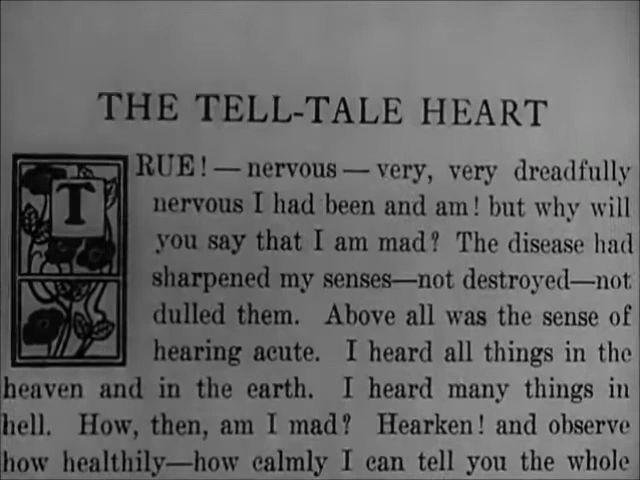 THE TELL-TALE HEART
TRUE! — nervous — very, very dreadfully
nervous I had been and am! but why will
you say that I am mad? The disease had
sharpened my senses—not destroyed—not
dulled them. Above all was the sense of
hearing acute. I heard all things in the
heaven and in the earth. I heard many things in
hell. How, then, am I mad? Hearken! and observe
how healthily—how calmly I can tell you the whole